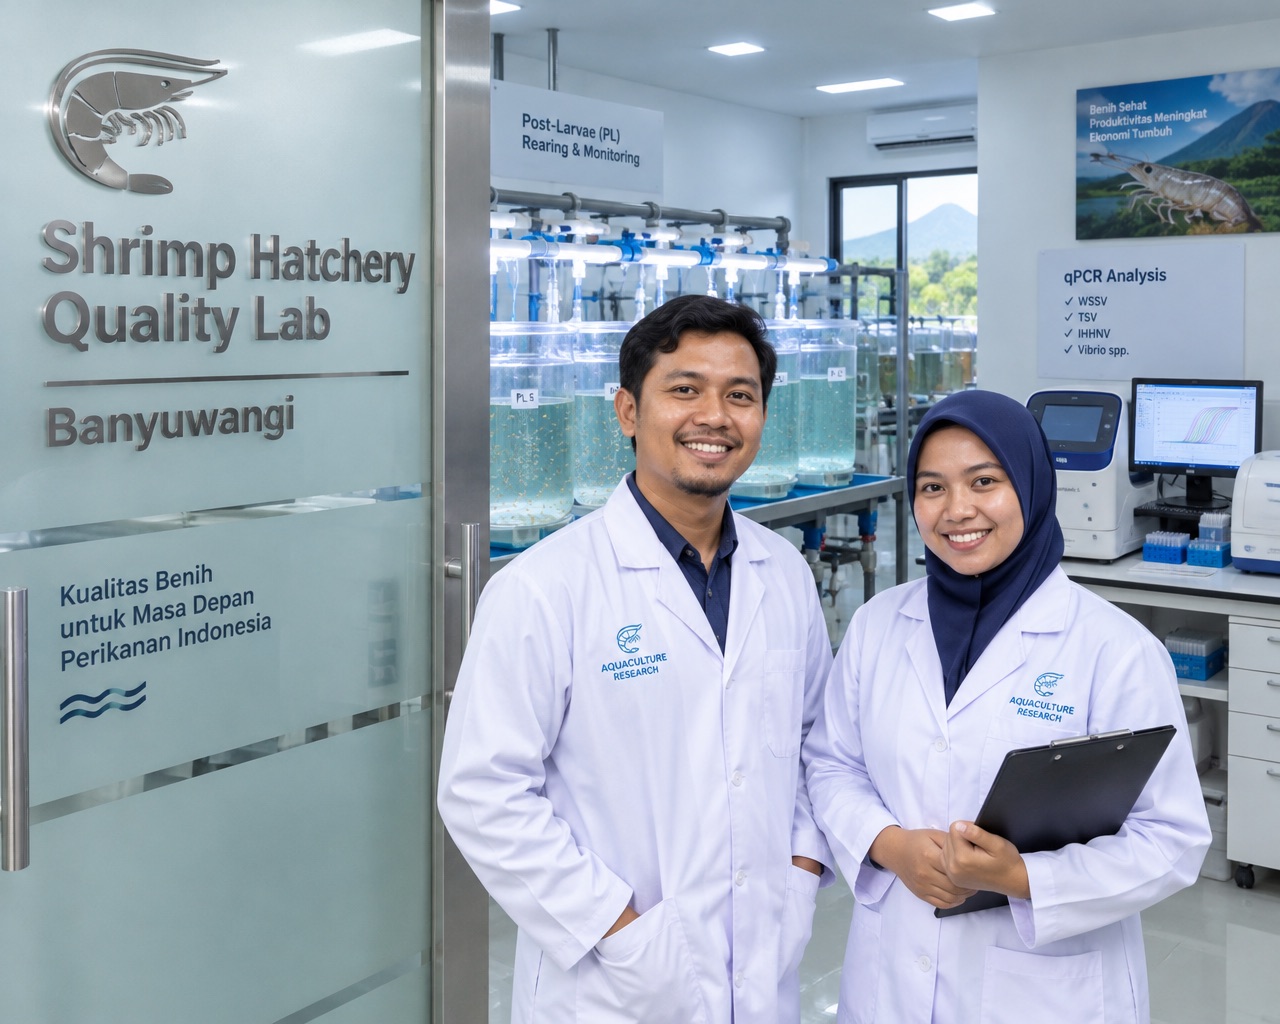 Shrimp Hatchery
Quality Lab
Banyuwangi
Kualitas Benih
untuk Masa Depan
Perikanan Indonesia
Post-Larvae (PL)
Rearing & Monitoring
Benih Sehat
Produktivitas Meningkat
Ekonomi Tumbuh
qPCR Analysis
✓ WSSV
✓ TSV
✓ IHHNV
✓ Vibrio spp.
PL 5
AQUACULTURE
RESEARCH
AQUACULTURE
RESEARCH